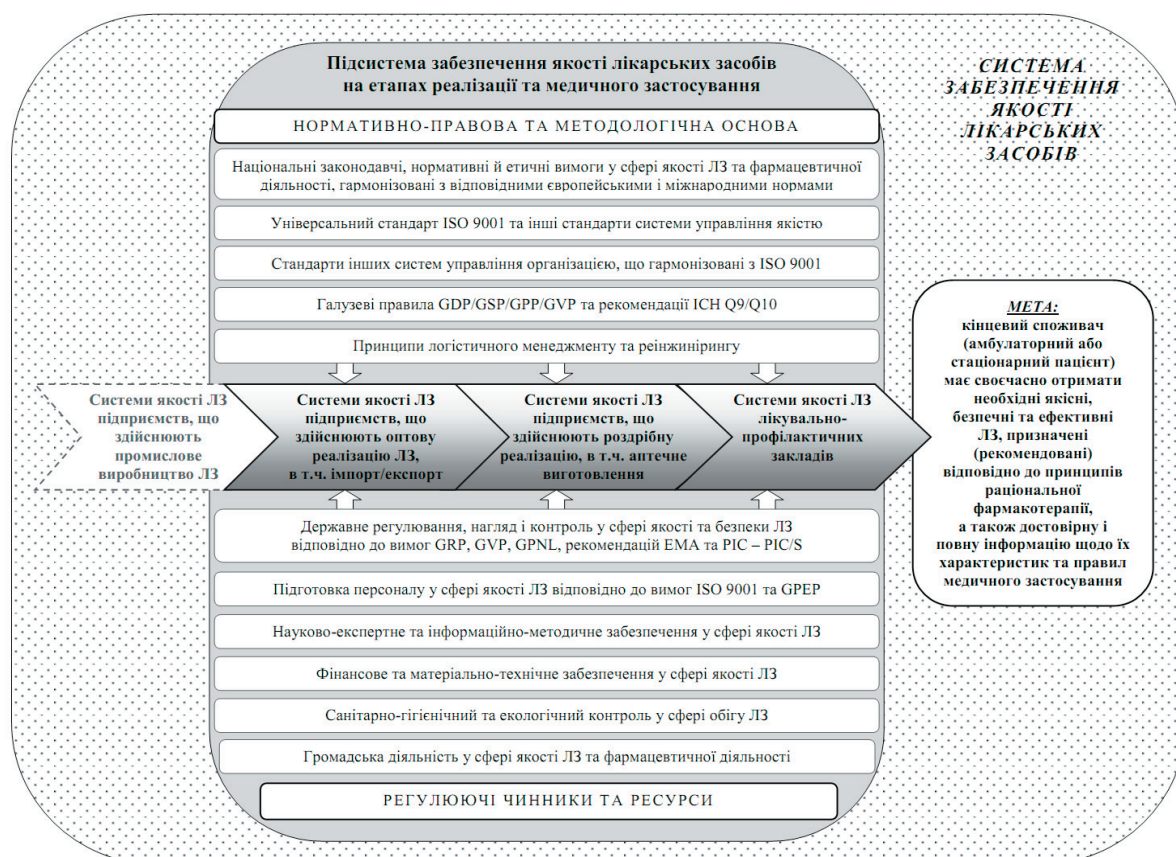 Підсистема забезпечення якості лікарських засобів
на етапах реалізації та медичного застосування
СИСТЕМА
ЗАБЕЗПЕЧЕННЯ
ЯКОСТІ
ЛІКАРСЬКИХ
ЗАСОБІВ
НОРМАТИВНО-ПРАВОВА ТА МЕТОДОЛОГІЧНА ОСНОВА
Національні законодавчі, нормативні й етичні вимоги у сфері якості ЛЗ та фармацевтичної
діяльності, гармонізовані з відповідними європейськими і міжнародними нормами
Універсальний стандарт ISO 9001 та інші стандарти системи управління якістю
Стандарти інших систем управління організацією, що гармонізовані з ISO 9001
Галузеві правила GDP/GSP/GPP/GVP та рекомендації ICH Q9/Q10
Принципи логістичного менеджменту та реінжинірингу
Системи якості ЛЗ
підприємств, що
здійснюють
промислове
виробництво ЛЗ
Системи якості ЛЗ
підприємств, що
здійснюють оптову
реалізацію ЛЗ,
в т.ч. імпорт/експорт
Системи якості ЛЗ
підприємств, що
здійснюють роздрібну
реалізацію, в т.ч. аптечне
виготовлення
Системи якості ЛЗ
лікувально-
профілактичних
закладів
МЕТА:
кінцевий споживач
(амбулаторний або
стаціонарний пацієнт)
має своєчасно отримати
необхідні якісні,
безпечні та ефективні
ЛЗ, призначені
(рекомендовані)
відповідно до принципів
раціональної
фармакотерапії,
а також достовірну і
повну інформацію щодо їх
характеристик та правил
медичного застосування
Державне регулювання, нагляд і контроль у сфері якості та безпеки ЛЗ
відповідно до вимог GRP, GVP, GPNL, рекомендацій EMA та PIC – PIC/S
Підготовка персоналу у сфері якості ЛЗ відповідно до вимог ISO 9001 та GPEP
Науково-експертне та інформаційно-методичне забезпечення у сфері якості ЛЗ
Фінансове та матеріально-технічне забезпечення у сфері якості ЛЗ
Санітарно-гігієнічний та екологічний контроль у сфері обігу ЛЗ
Громадська діяльність у сфері якості ЛЗ та фармацевтичної діяльності
РЕГУЛЮЮЧІ ЧИННИКИ ТА РЕСУРСИ